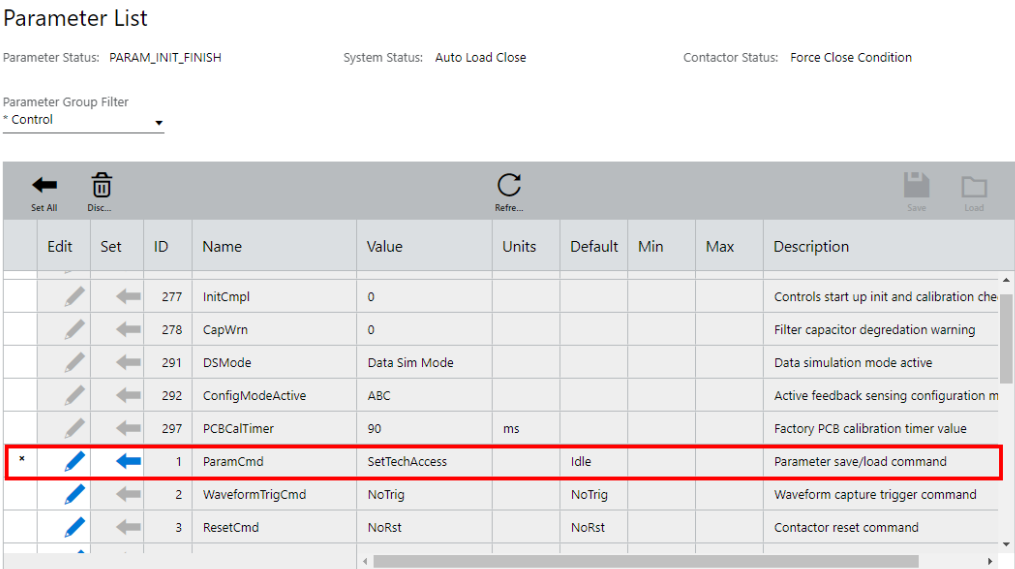 Parameter List
Parameter Status: PARAM_INIT_FINISH System Status: Auto Load Close Contactor Status: Force Close Condition
Parameter Group Filter
* Control
Set All Disc... Refre... Save Load
Edit Set ID Name Value Units Default Min Max Description
277 InitCmpl 0 Controls start up init and calibration che
278 CapWrn 0 Filter capacitor degredation warning
291 DSMode Data Sim Mode Data simulation mode active
292 ConfigModeActive ABC Active feedback sensing configuration m
297 PCBCalTimer 90 ms Factory PCB calibration timer value
* 1 ParamCmd SetTechAccess Idle Parameter save/load command
2 WaveformTrigCmd NoTrig NoTrig Waveform capture trigger command
3 ResetCmd NoRst NoRst Contactor reset command